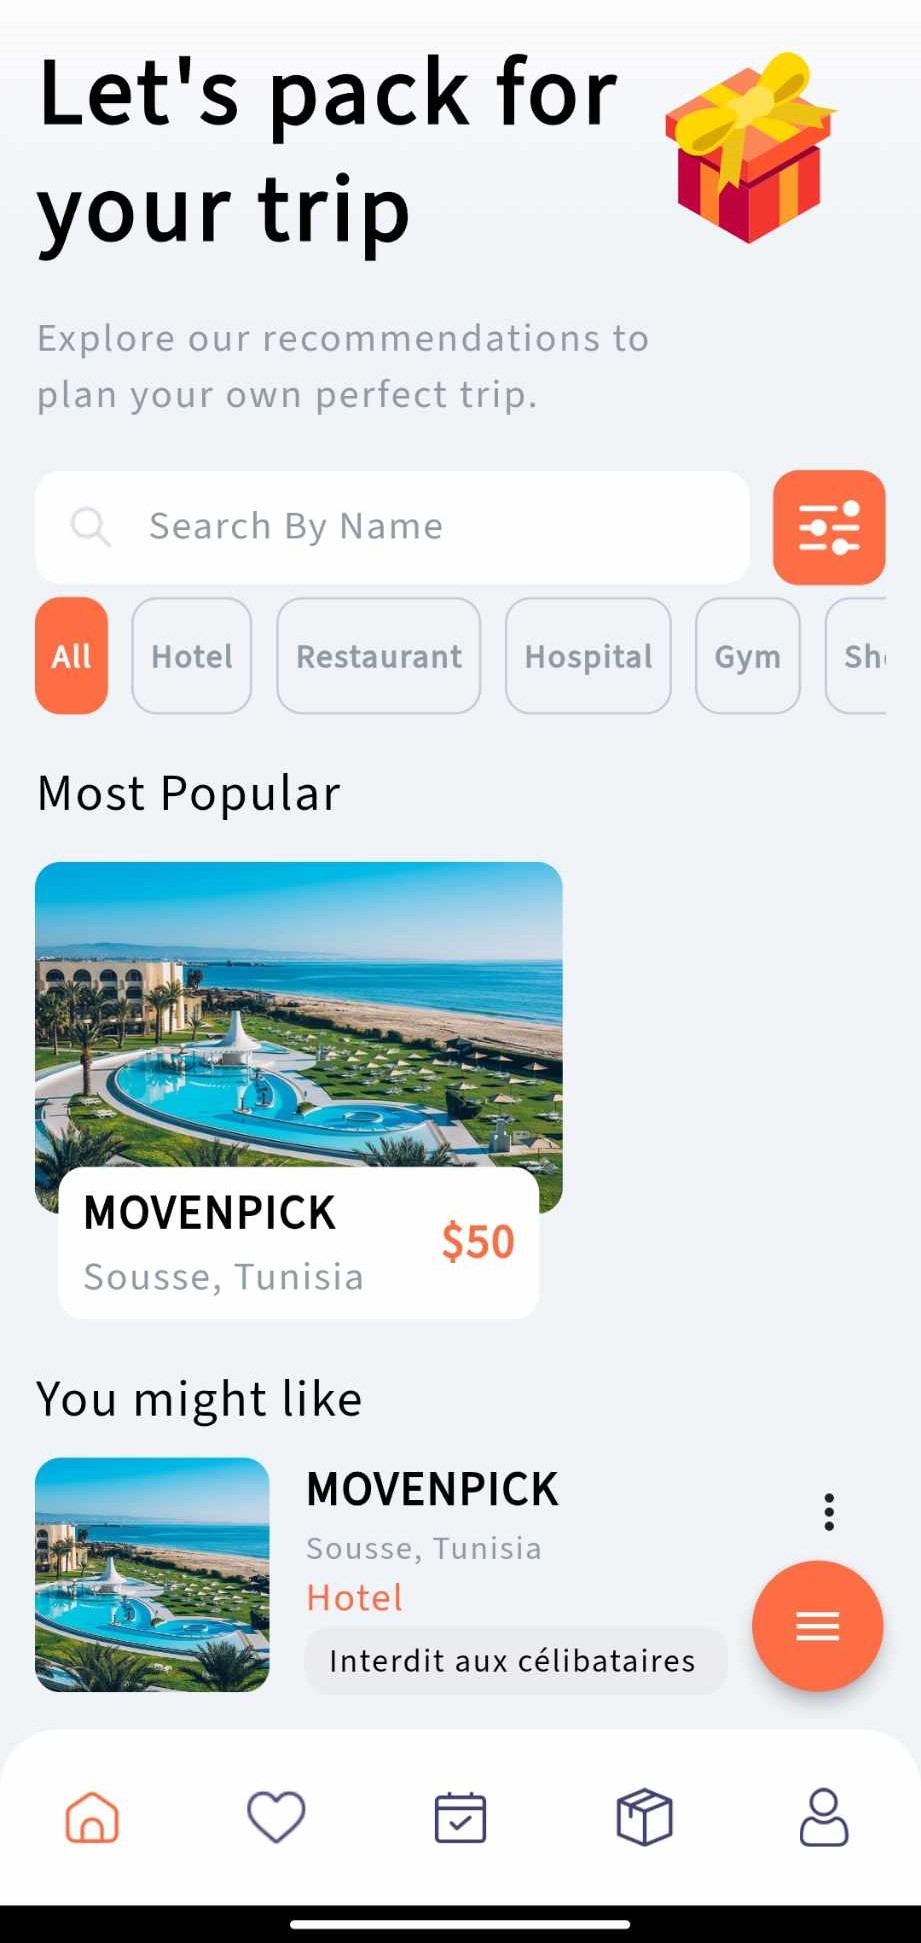 Let's pack for
your trip
Explore our recommendations to
plan your own perfect trip.
Search By Name
All
Hotel
Restaurant
Hospital
Gym
Most Popular
MOVENPICK
Sousse, Tunisia
$50
You might like
MOVENPICK
Sousse, Tunisia
Hotel
Interdit aux célibataires